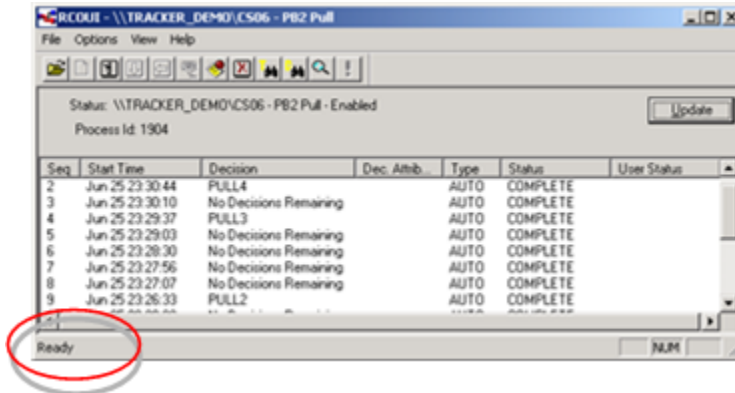 RCOUI - \\TRACKER_DEMO\CS06 - PB2 Pull
File Options View Help
Status: \\TRACKER_DEMO\CS06 - PB2 Pull - Enabled
Update
Process Id: 1904
Seq Start Time Decision Dec. Attrib... Type Status User Status
2 Jun 25 23:30:44 PULL4 AUTO COMPLETE
3 Jun 25 23:30:10 No Decisions Remaining AUTO COMPLETE
4 Jun 25 23:29:37 PULL3 AUTO COMPLETE
5 Jun 25 23:29:03 No Decisions Remaining AUTO COMPLETE
6 Jun 25 23:28:30 No Decisions Remaining AUTO COMPLETE
7 Jun 25 23:27:56 No Decisions Remaining AUTO COMPLETE
8 Jun 25 23:27:07 No Decisions Remaining AUTO COMPLETE
9 Jun 25 23:26:33 PULL2 AUTO COMPLETE
Ready NUM